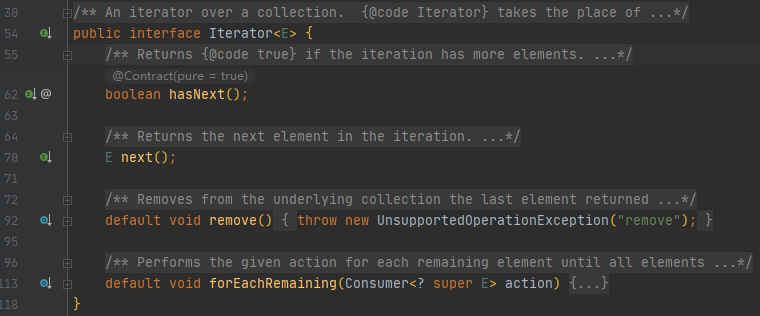 30 /** An iterator over a collection.  {@code Iterator} takes the place of ...*/
54 public interface Iterator<E> {
55 /** Returns {@code true} if the iteration has more elements. ...*/
@Contract(pure = true)
62 @ boolean hasNext();
63
64 /** Returns the next element in the iteration. ...*/
70 E next();
71
72 /** Removes from the underlying collection the last element returned ...*/
92 default void remove() { throw new UnsupportedOperationException("remove"); }
95
96 /** Performs the given action for each remaining element until all elements ...*/
113 default void forEachRemaining(Consumer<? super E> action) {...}
118 }